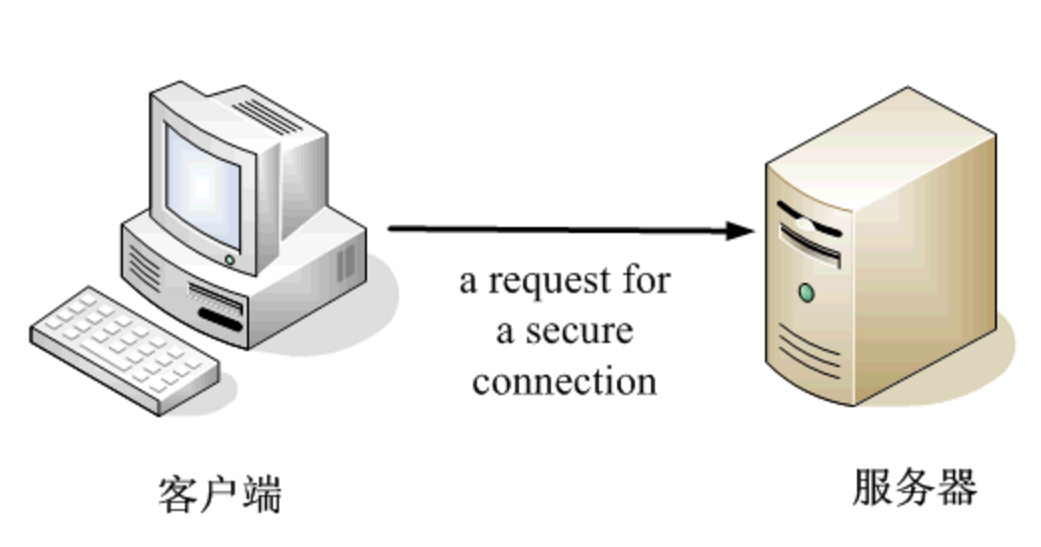 a request for
a secure
connection
客户端
服务器